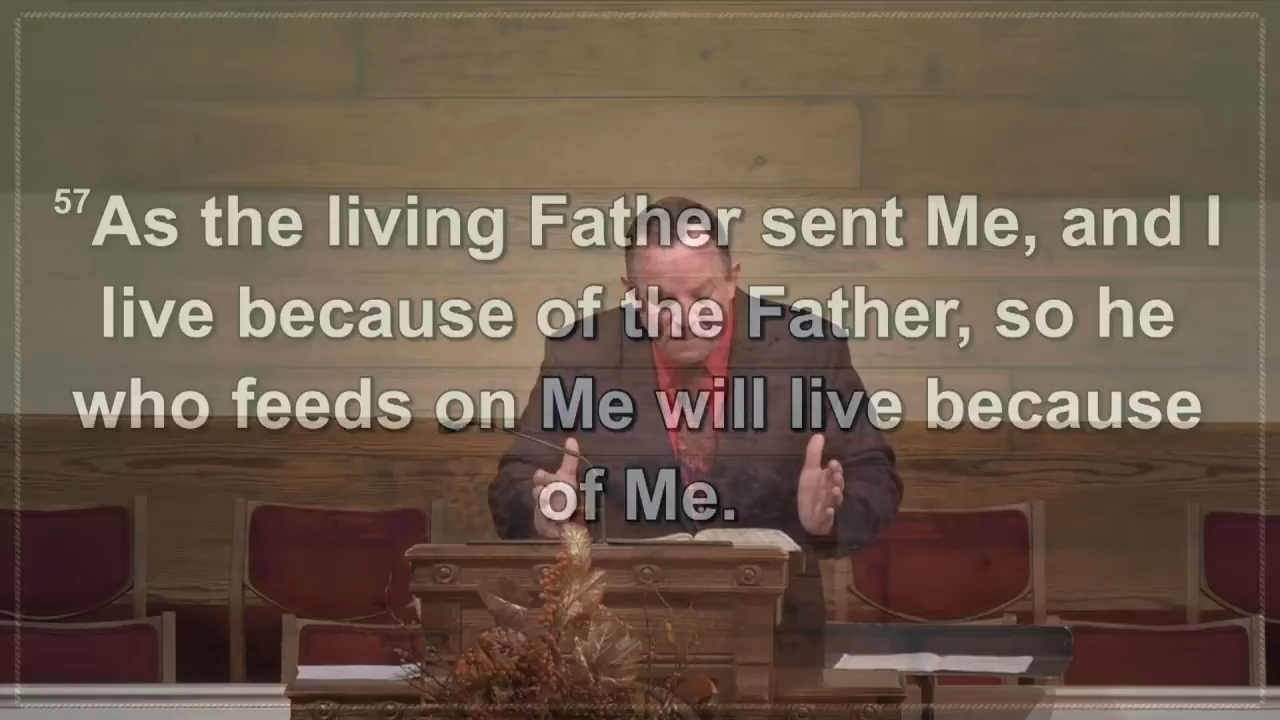 57As the living Father sent Me, and I
live because of the Father, so he
who feeds on Me will live because
of Me.